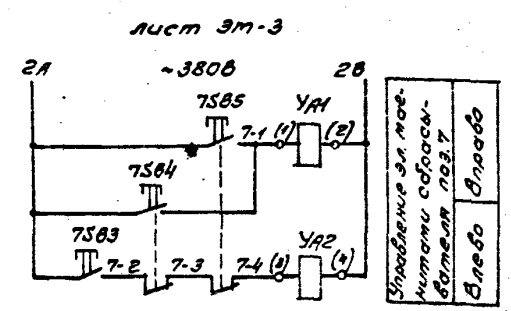 лист ЭМ-3
2А ~380В 2В
7SB5 YA1
7-1 (1) (2)
7SB4
7SB3 YA2
7-2 7-3 7-4 (3) (4)
Управление эл. маг-
нитами сбрасы-
вателя поз.7
Вправо
Влево